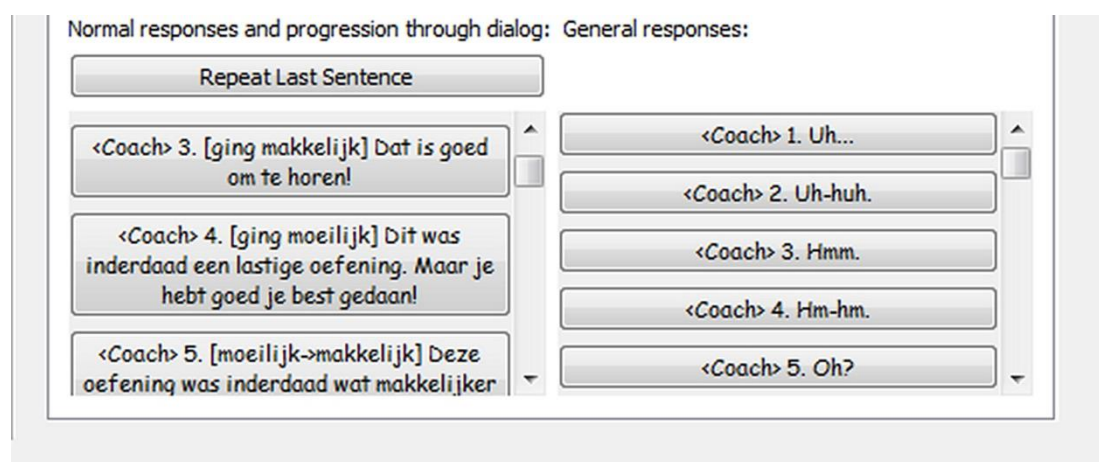 Normal responses and progression through dialog:
General responses:
Repeat Last Sentence
<Coach> 3. [ging makkelijk] Dat is goed
om te horen!
<Coach> 4. [ging moeilijk] Dit was
inderdaad een lastige oefening. Maar je
hebt goed je best gedaan!
<Coach> 5. [moeilijk->makkelijk] Deze
oefening was inderdaad wat makkelijker
<Coach> 1. Uh...
<Coach> 2. Uh-huh.
<Coach> 3. Hmm.
<Coach> 4. Hm-hm.
<Coach> 5. Oh?